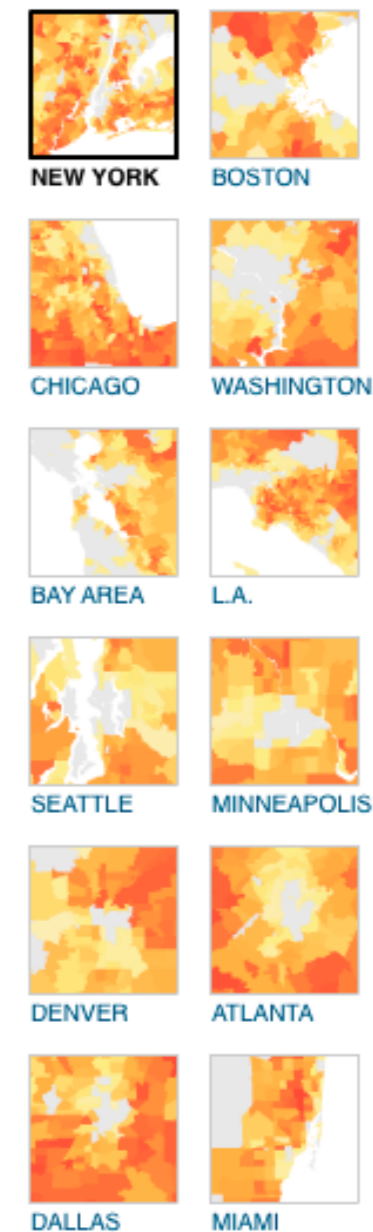 NEW YORK
BOSTON
CHICAGO
WASHINGTON
BAY AREA
L.A.
SEATTLE
MINNEAPOLIS
DENVER
ATLANTA
DALLAS
MIAMI